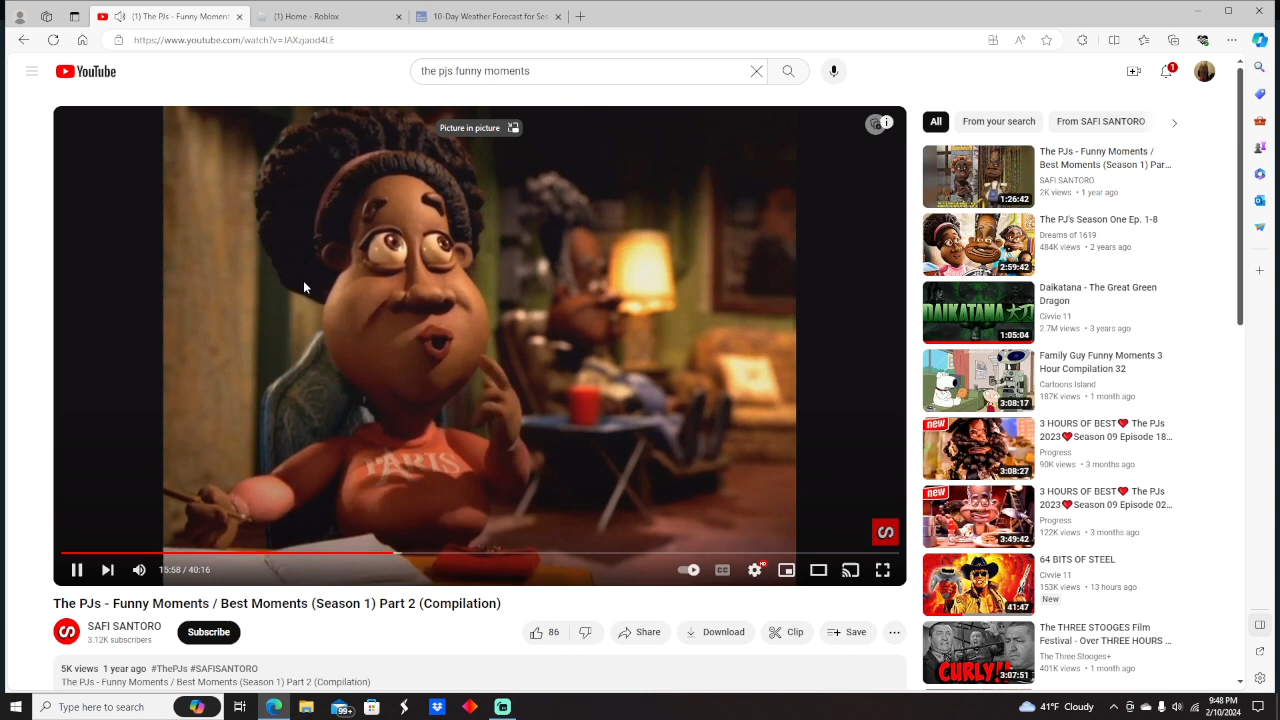 (1) The PJs - Funny Moment
(1) Home - Roblox
10-Day Weather Forecast for Se
https://www.youtube.com/watch?v=JAXzjaod4LE
YouTube
the pjs funny moments
1
Picture in picture
PANTS
15:58 / 40:16
CC
HD
The PJs - Funny Moments / Best Moments (Season 1) Part 2 (Compilation)
SAFI SANTORO
3.12K subscribers
Subscribe
86
Share
Download
Clip
Save
5K views 1 year ago #ThePJs #SAFISANTORO
The PJs - Funny Moments / Best Moments (Season 1) Part 2 (Compilation)
All
From your search
From SAFI SANTORO
1:26:42
The PJs - Funny Moments /
Best Moments (Season 1) Par...
SAFI SANTORO
2K views • 1 year ago
2:59:42
The PJ's Season One Ep. 1-8
Dreams of 1619
484K views • 2 years ago
DAIKATANA 大刀
1:05:04
Daikatana - The Great Green
Dragon
Civvie 11
2.7M views • 3 years ago
3:08:17
Family Guy Funny Moments 3
Hour Compilation 32
Cartoons Island
187K views • 1 month ago
new
3:08:27
3 HOURS OF BEST❤️ The PJs
2023❤️Season 09 Episode 18...
Progress
90K views • 3 months ago
new
3:49:42
3 HOURS OF BEST❤️ The PJs
2023❤️Season 09 Episode 02...
Progress
122K views • 3 months ago
41:47
64 BITS OF STEEL
Civvie 11
153K views • 13 hours ago
New
CURLY!!
3:07:51
The THREE STOOGES Film
Festival - Over THREE HOURS ...
The Three Stooges+
401K views • 1 month ago
Type here to search
99+
41°F Cloudy
9:48 PM
2/10/2024